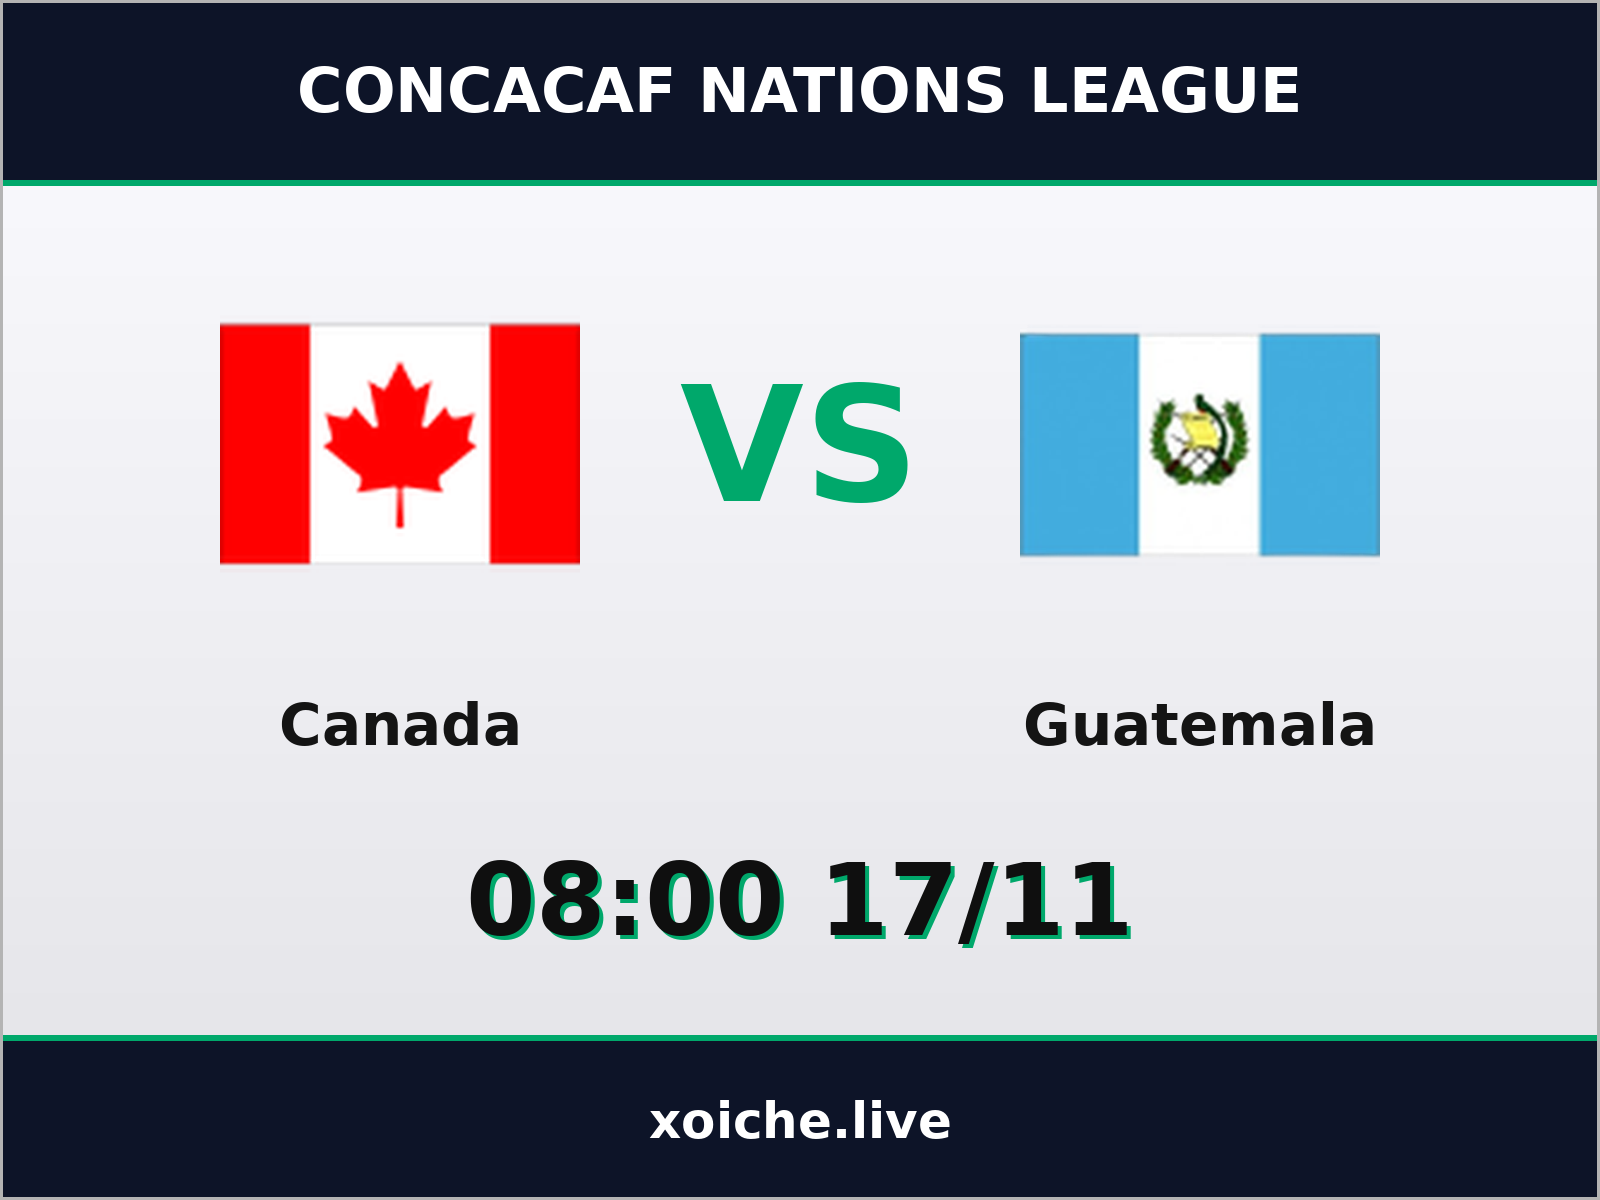 CONCACAF NATIONS LEAGUE
VS
Canada
Guatemala
08:00 17/11
xoiche.live